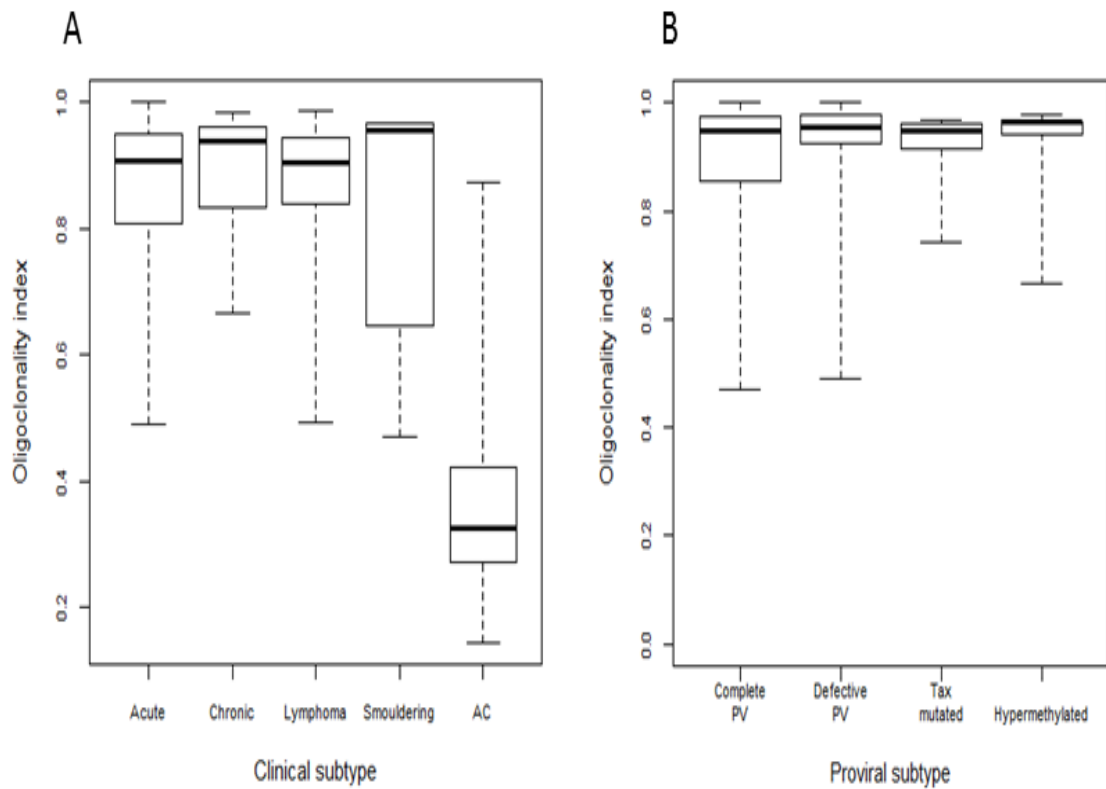 A
Oligoclonality index
1.0
0.8
0.6
0.4
0.2
Acute
Chronic
Lymphoma
Smouldering
AC
Clinical subtype
B
Oligoclonality index
1.0
0.8
0.6
0.4
0.2
0.0
Complete
PV
Defective
PV
Tax
mutated
Hypermethylated
Proviral subtype